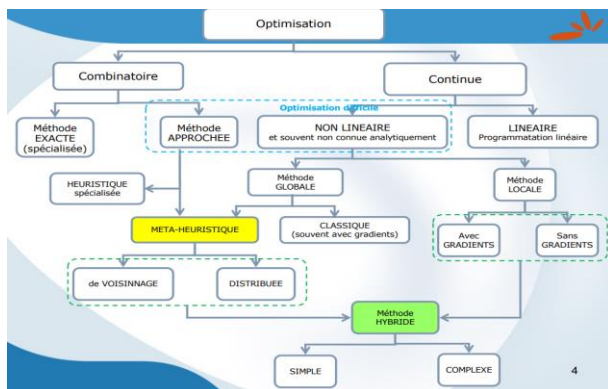 Optimisation
Combinatoire
Continue
Optimisation difficile
Méthode
EXACTE
(spécialisée)
Méthode
APPROCHEE
NON LINEAIRE
et souvent non connue analytiquement
LINEAIRE
Programmatation linéaire
HEURISTIQUE
spécialisée
Méthode
GLOBALE
Méthode
LOCALE
META-HEURISTIQUE
CLASSIQUE
(souvent avec gradients)
Avec
GRADIENTS
Sans
GRADIENTS
de VOISINNAGE
DISTRIBUEE
Méthode
HYBRIDE
SIMPLE
COMPLEXE
4